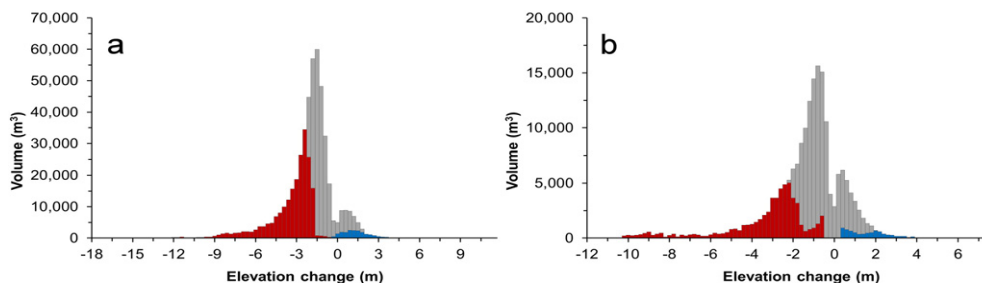 a
70,000
60,000
50,000
40,000
30,000
20,000
10,000
0
Volume (m³)
-18 -15 -12 -9 -6 -3 0 3 6 9
Elevation change (m)
b
20,000
15,000
10,000
5,000
0
Volume (m³)
-12 -10 -8 -6 -4 -2 0 2 4 6
Elevation change (m)